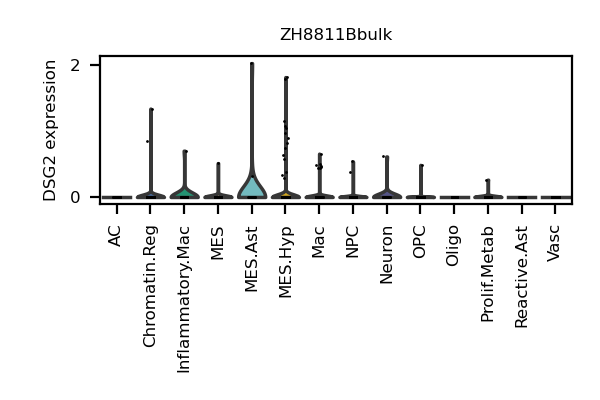 ZH8811Bbulk
DSG2 expression
2
0
AC
Chromatin.Reg
Inflammatory.Mac
MES
MES.Ast
MES.Hyp
Mac
NPC
Neuron
OPC
Oligo
Prolif.Metab
Reactive.Ast
Vasc